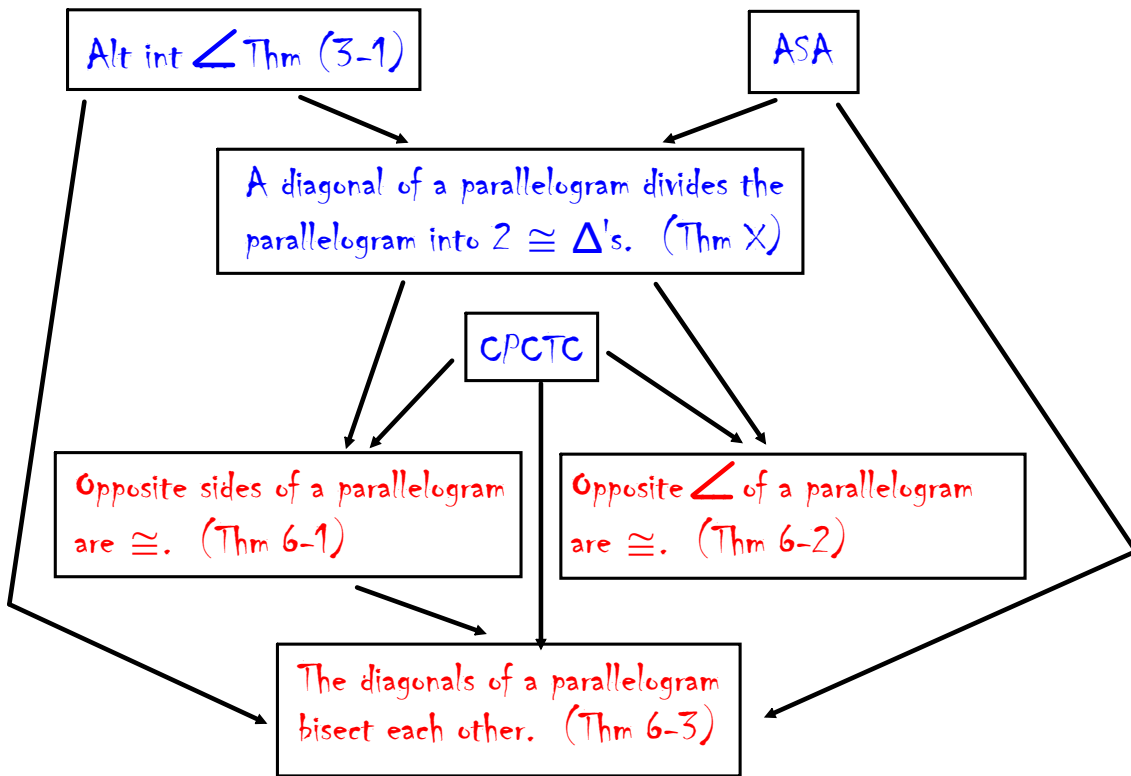 Alt int ∠ Thm (3-1)
ASA
A diagonal of a parallelogram divides the
parallelogram into 2 ≅ Δ's. (Thm X)
CPCTC
Opposite sides of a parallelogram
are ≅. (Thm 6-1)
Opposite ∠ of a parallelogram
are ≅. (Thm 6-2)
The diagonals of a parallelogram
bisect each other. (Thm 6-3)